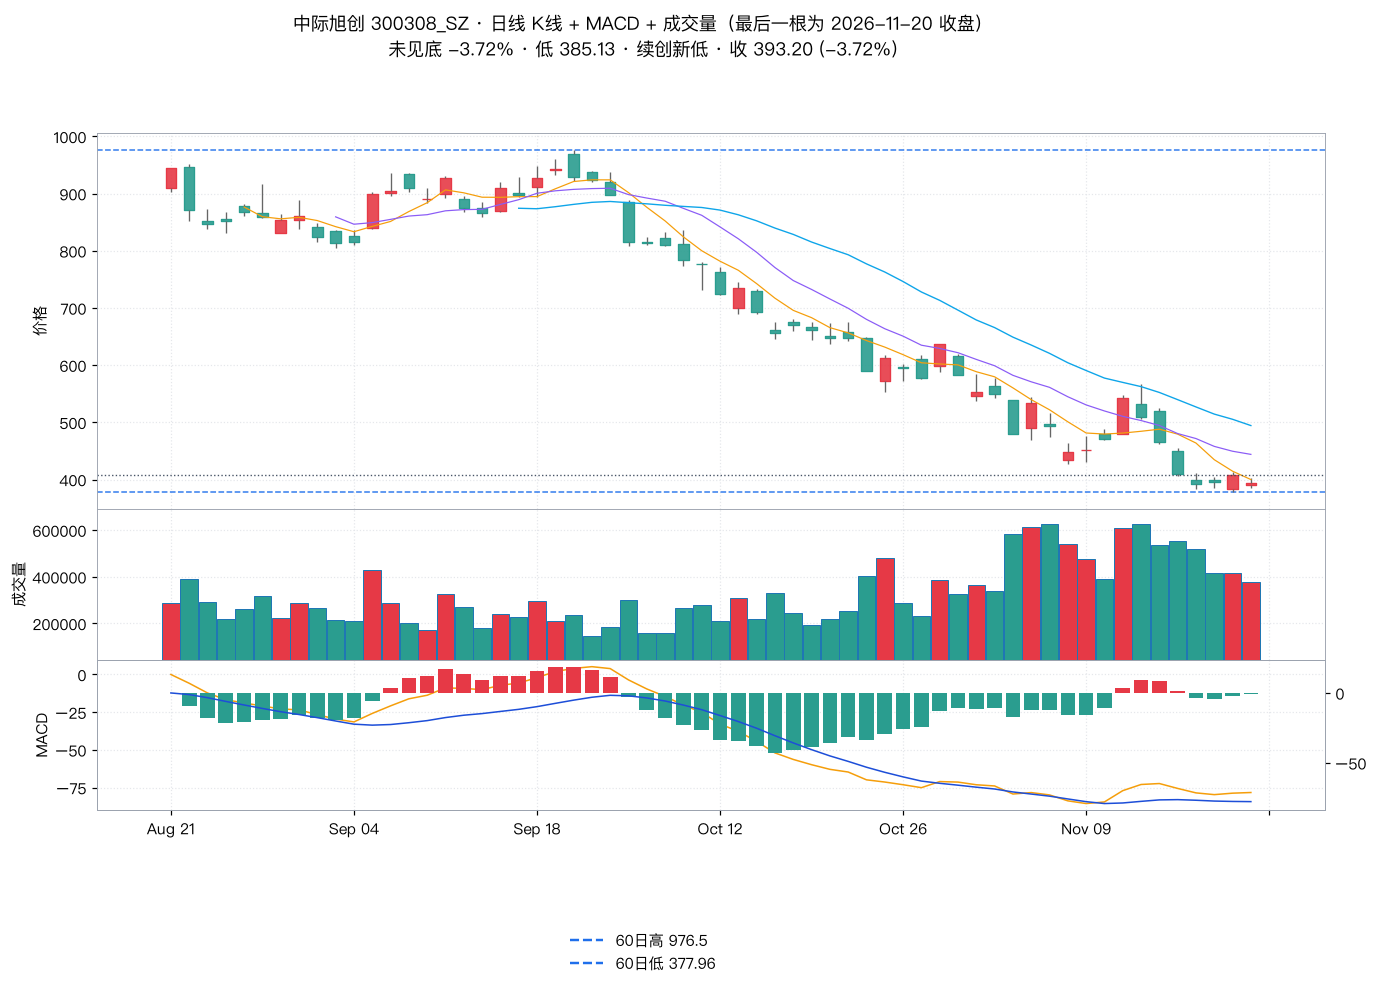 中际旭创 300308_SZ · 日线 K线 + MACD + 成交量（最后一根为 2026−11−20 收盘）
未见底 −3.72% · 低 385.13 · 续创新低 · 收 393.20 (−3.72%)
价格
1000
900
800
700
600
500
400
成交量
600000
400000
200000
MACD
0
−25
−50
−75
0
−50
Aug 21
Sep 04
Sep 18
Oct 12
Oct 26
Nov 09
60日高 976.5
60日低 377.96